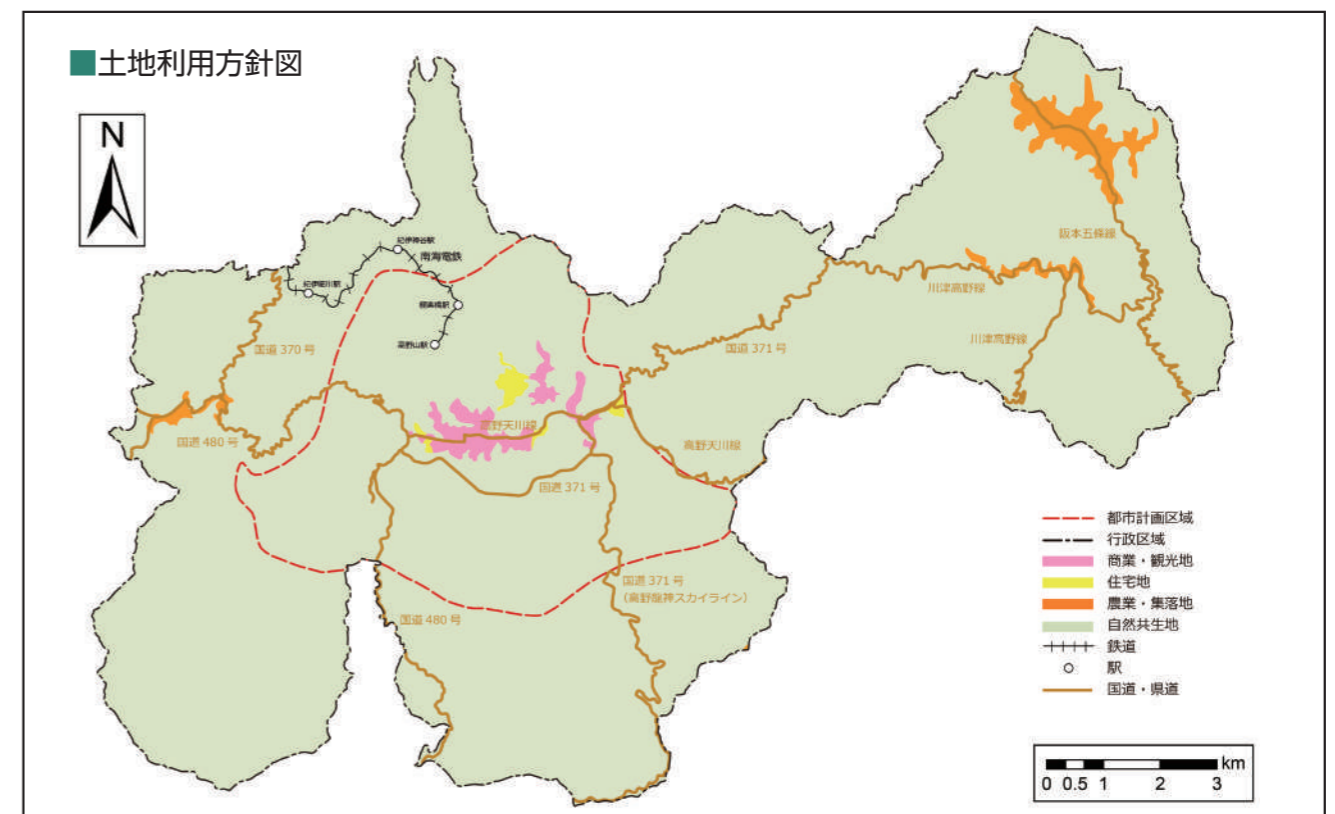 ■土地利用方針図
N
紀伊神谷駅
南海電鉄
紀伊細川駅
極楽橋駅
高野山駅
国道 370 号
国道 480 号
高野天川線
国道 371 号
高野天川線
国道 371 号
川津高野線
川津高野線
阪本五條線
国道 371 号
（高野龍神スカイライン）
国道 480 号
都市計画区域
行政区域
商業・観光地
住宅地
農業・集落地
自然共生地
鉄道
駅
国道・県道
km
0 0.5 1 2 3